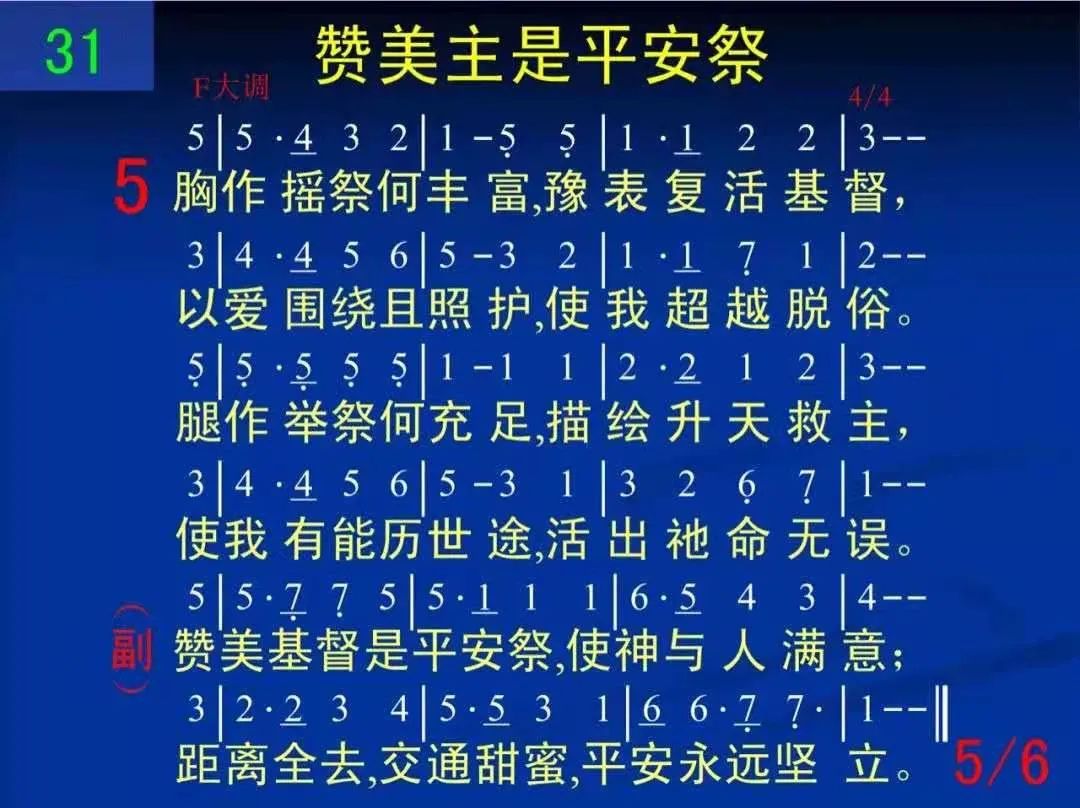 31
赞美主是平安祭
F大调
4/4
5|5·4 3 2|1-5 5|1·1 2 2|3--
5 胸作摇祭何丰富,豫表复活基督，
3|4·4 5 6|5-3 2|1·1 7 1|2--
以爱围绕且照护,使我超越脱俗。
5|5·5 5 5|1-1 1|2·2 1 2|3--
腿作举祭何充足,描绘升天救主，
3|4·4 5 6|5-3 1|3 2 6 7|1--
使我有能历世途,活出祂命无误。
5|5·7 7 5|5·1 1 1|6·5 4 3|4--
(副) 赞美基督是平安祭,使神与人满意；
3|2·2 3 4|5·5 3 1|6 6·7 7·|1--‖
距离全去,交通甜蜜,平安永远坚立。
5/6